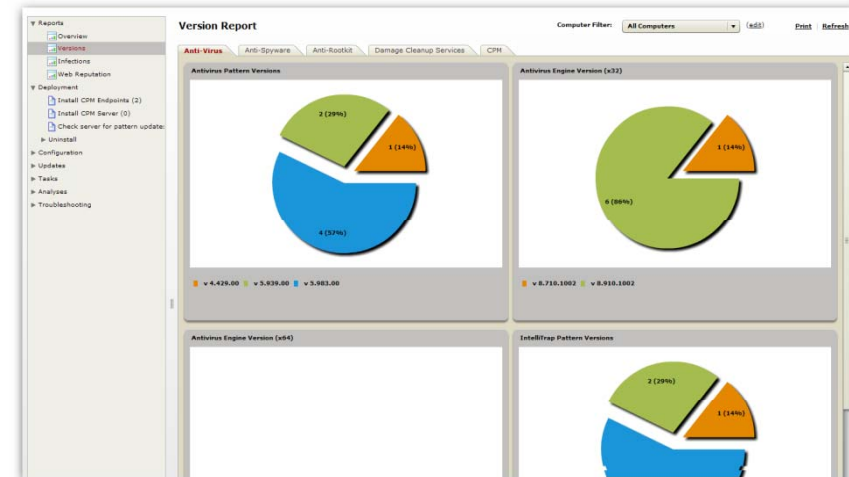 Reports
Overview
Versions
Infections
Web Reputation
Deployment
Install CPM Endpoints (2)
Install CPM Server (0)
Check server for pattern update:
Uninstall
Configuration
Updates
Tasks
Analyses
Troubleshooting
Version Report
Computer Filter: All Computers (edit) Print Refresh
Anti-Virus Anti-Spyware Anti-Rootkit Damage Cleanup Services CPM
Antivirus Pattern Versions
2 (29%)
1 (14%)
4 (57%)
v 4.429.00 v 5.939.00 v 5.983.00
Antivirus Engine Version (x32)
1 (14%)
6 (86%)
v 8.710.1002 v 8.910.1002
Antivirus Engine Version (x64)
IntelliTrap Pattern Versions
2 (29%)
1 (14%)